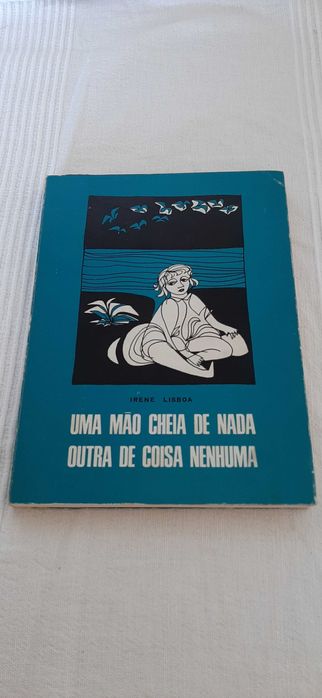 IRENE LISBOA
UMA MÃO CHEIA DE NADA
OUTRA DE COISA NENHUMA